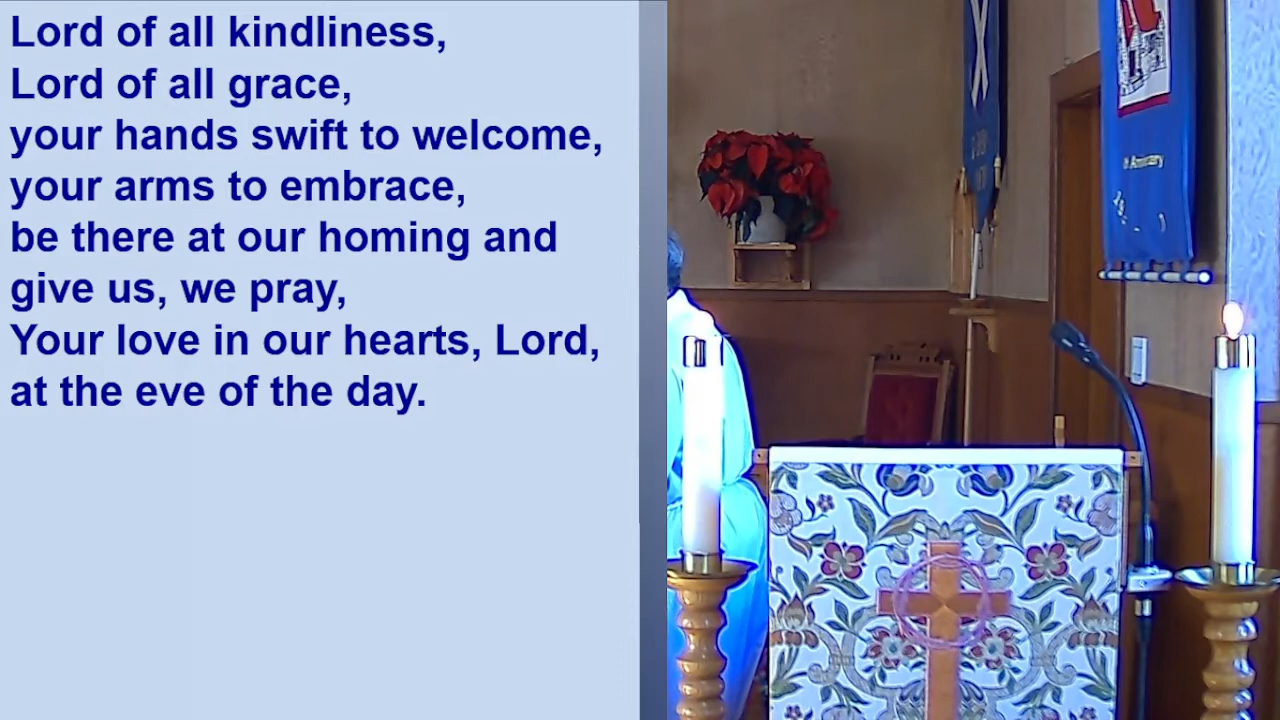 Lord of all kindliness,
Lord of all grace,
your hands swift to welcome,
your arms to embrace,
be there at our homing and
give us, we pray,
Your love in our hearts, Lord,
at the eve of the day.